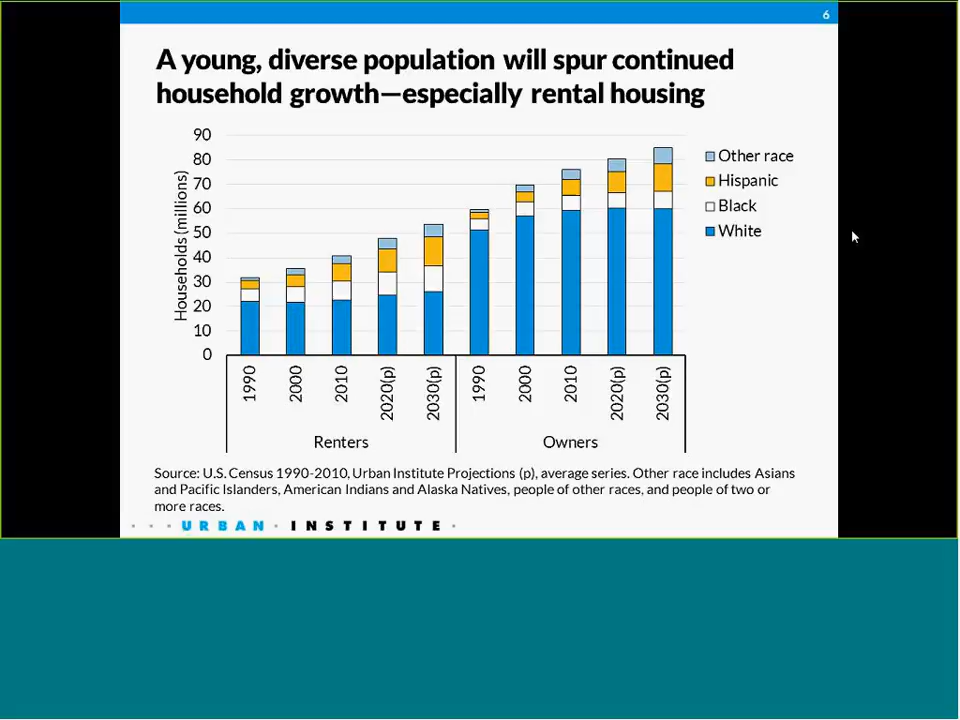 6
A young, diverse population will spur continued
household growth—especially rental housing
Households (millions)
90
80
70
60
50
40
30
20
10
0
Other race
Hispanic
Black
White
1990
2000
2010
2020(p)
2030(p)
1990
2000
2010
2020(p)
2030(p)
Renters
Owners
Source: U.S. Census 1990-2010, Urban Institute Projections (p), average series. Other race includes Asians
and Pacific Islanders, American Indians and Alaska Natives, people of other races, and people of two or
more races.
URBAN INSTITUTE